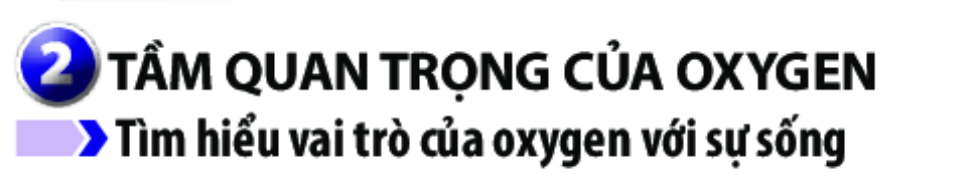 2 TẦM QUAN TRỌNG CỦA OXYGEN
Tìm hiểu vai trò của oxygen với sự sống